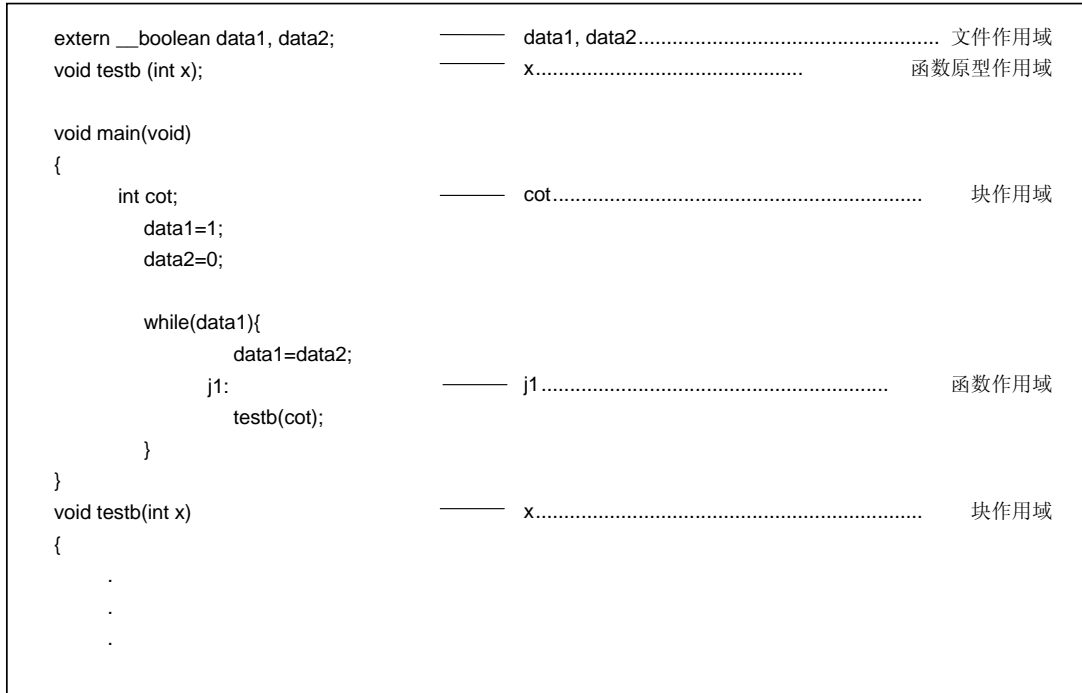 extern __boolean data1, data2; data1, data2..................................................... 文件作用域
void testb (int x); x............................................... 函数原型作用域
void main(void)
{
int cot; cot................................................................. 块作用域
data1=1;
data2=0;
while(data1){
data1=data2;
j1: j1............................................................. 函数作用域
testb(cot);
}
}
void testb(int x) x.................................................................... 块作用域
{
.
.
.